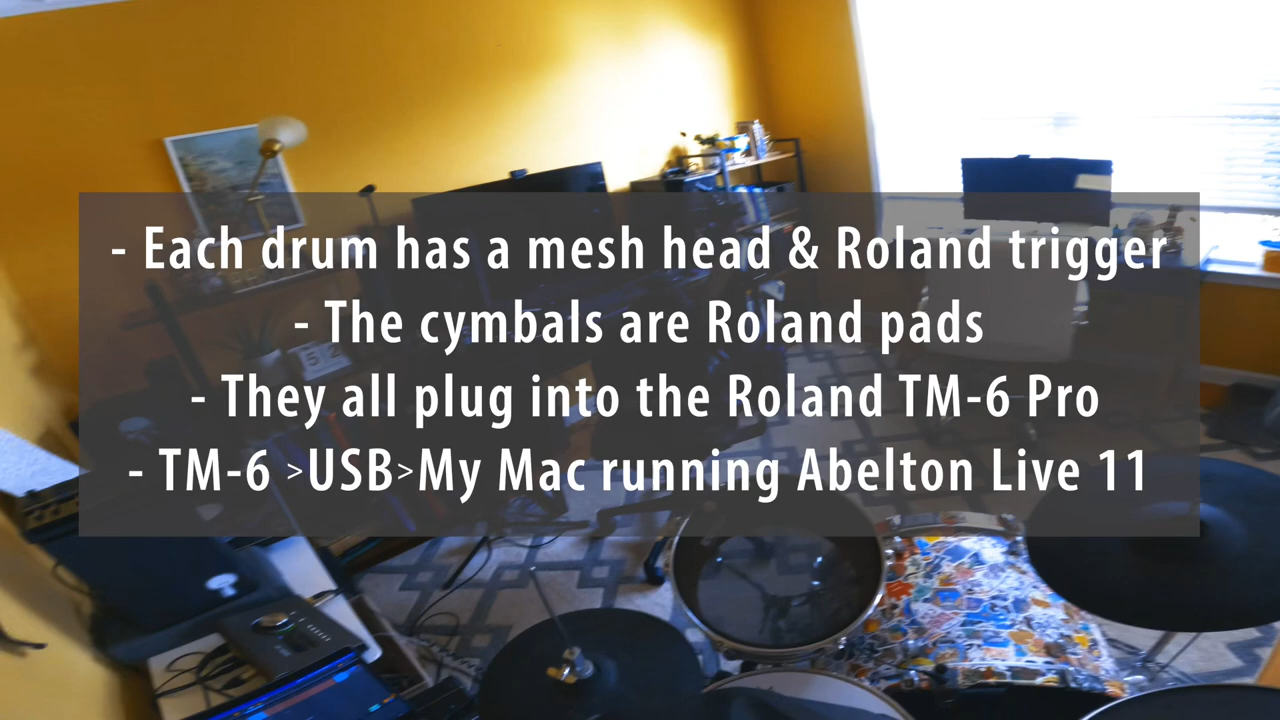 - Each drum has a mesh head & Roland trigger
- The cymbals are Roland pads
- They all plug into the Roland TM-6 Pro
- TM-6 >USB>My Mac running Abelton Live 11
52